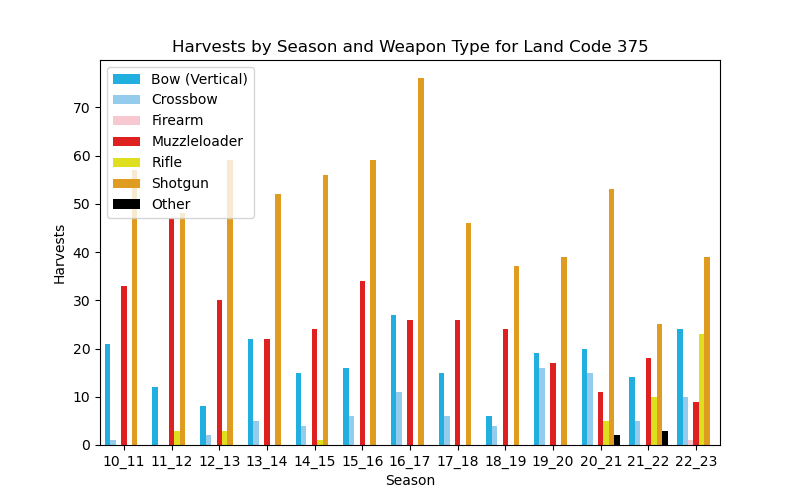 Harvests by Season and Weapon Type for Land Code 375
Bow (Vertical)
Crossbow
Firearm
Muzzleloader
Rifle
Shotgun
Other
70
60
50
40
30
20
10
0
Harvests
10_11 11_12 12_13 13_14 14_15 15_16 16_17 17_18 18_19 19_20 20_21 21_22 22_23
Season